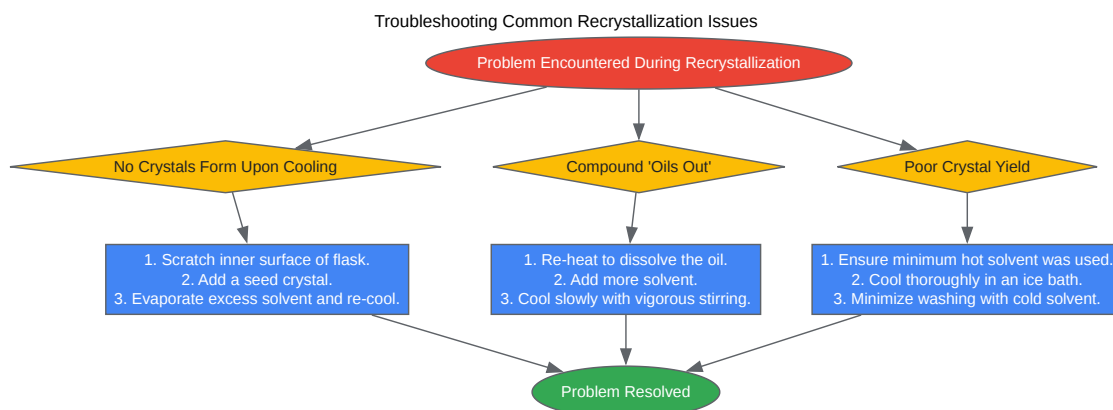 Troubleshooting Common Recrystallization Issues
Problem Encountered During Recrystallization
No Crystals Form Upon Cooling
Compound 'Oils Out'
Poor Crystal Yield
1. Scratch inner surface of flask.
2. Add a seed crystal.
3. Evaporate excess solvent and re-cool.
1. Re-heat to dissolve the oil.
2. Add more solvent.
3. Cool slowly with vigorous stirring.
1. Ensure minimum hot solvent was used.
2. Cool thoroughly in an ice bath.
3. Minimize washing with cold solvent.
Problem Resolved